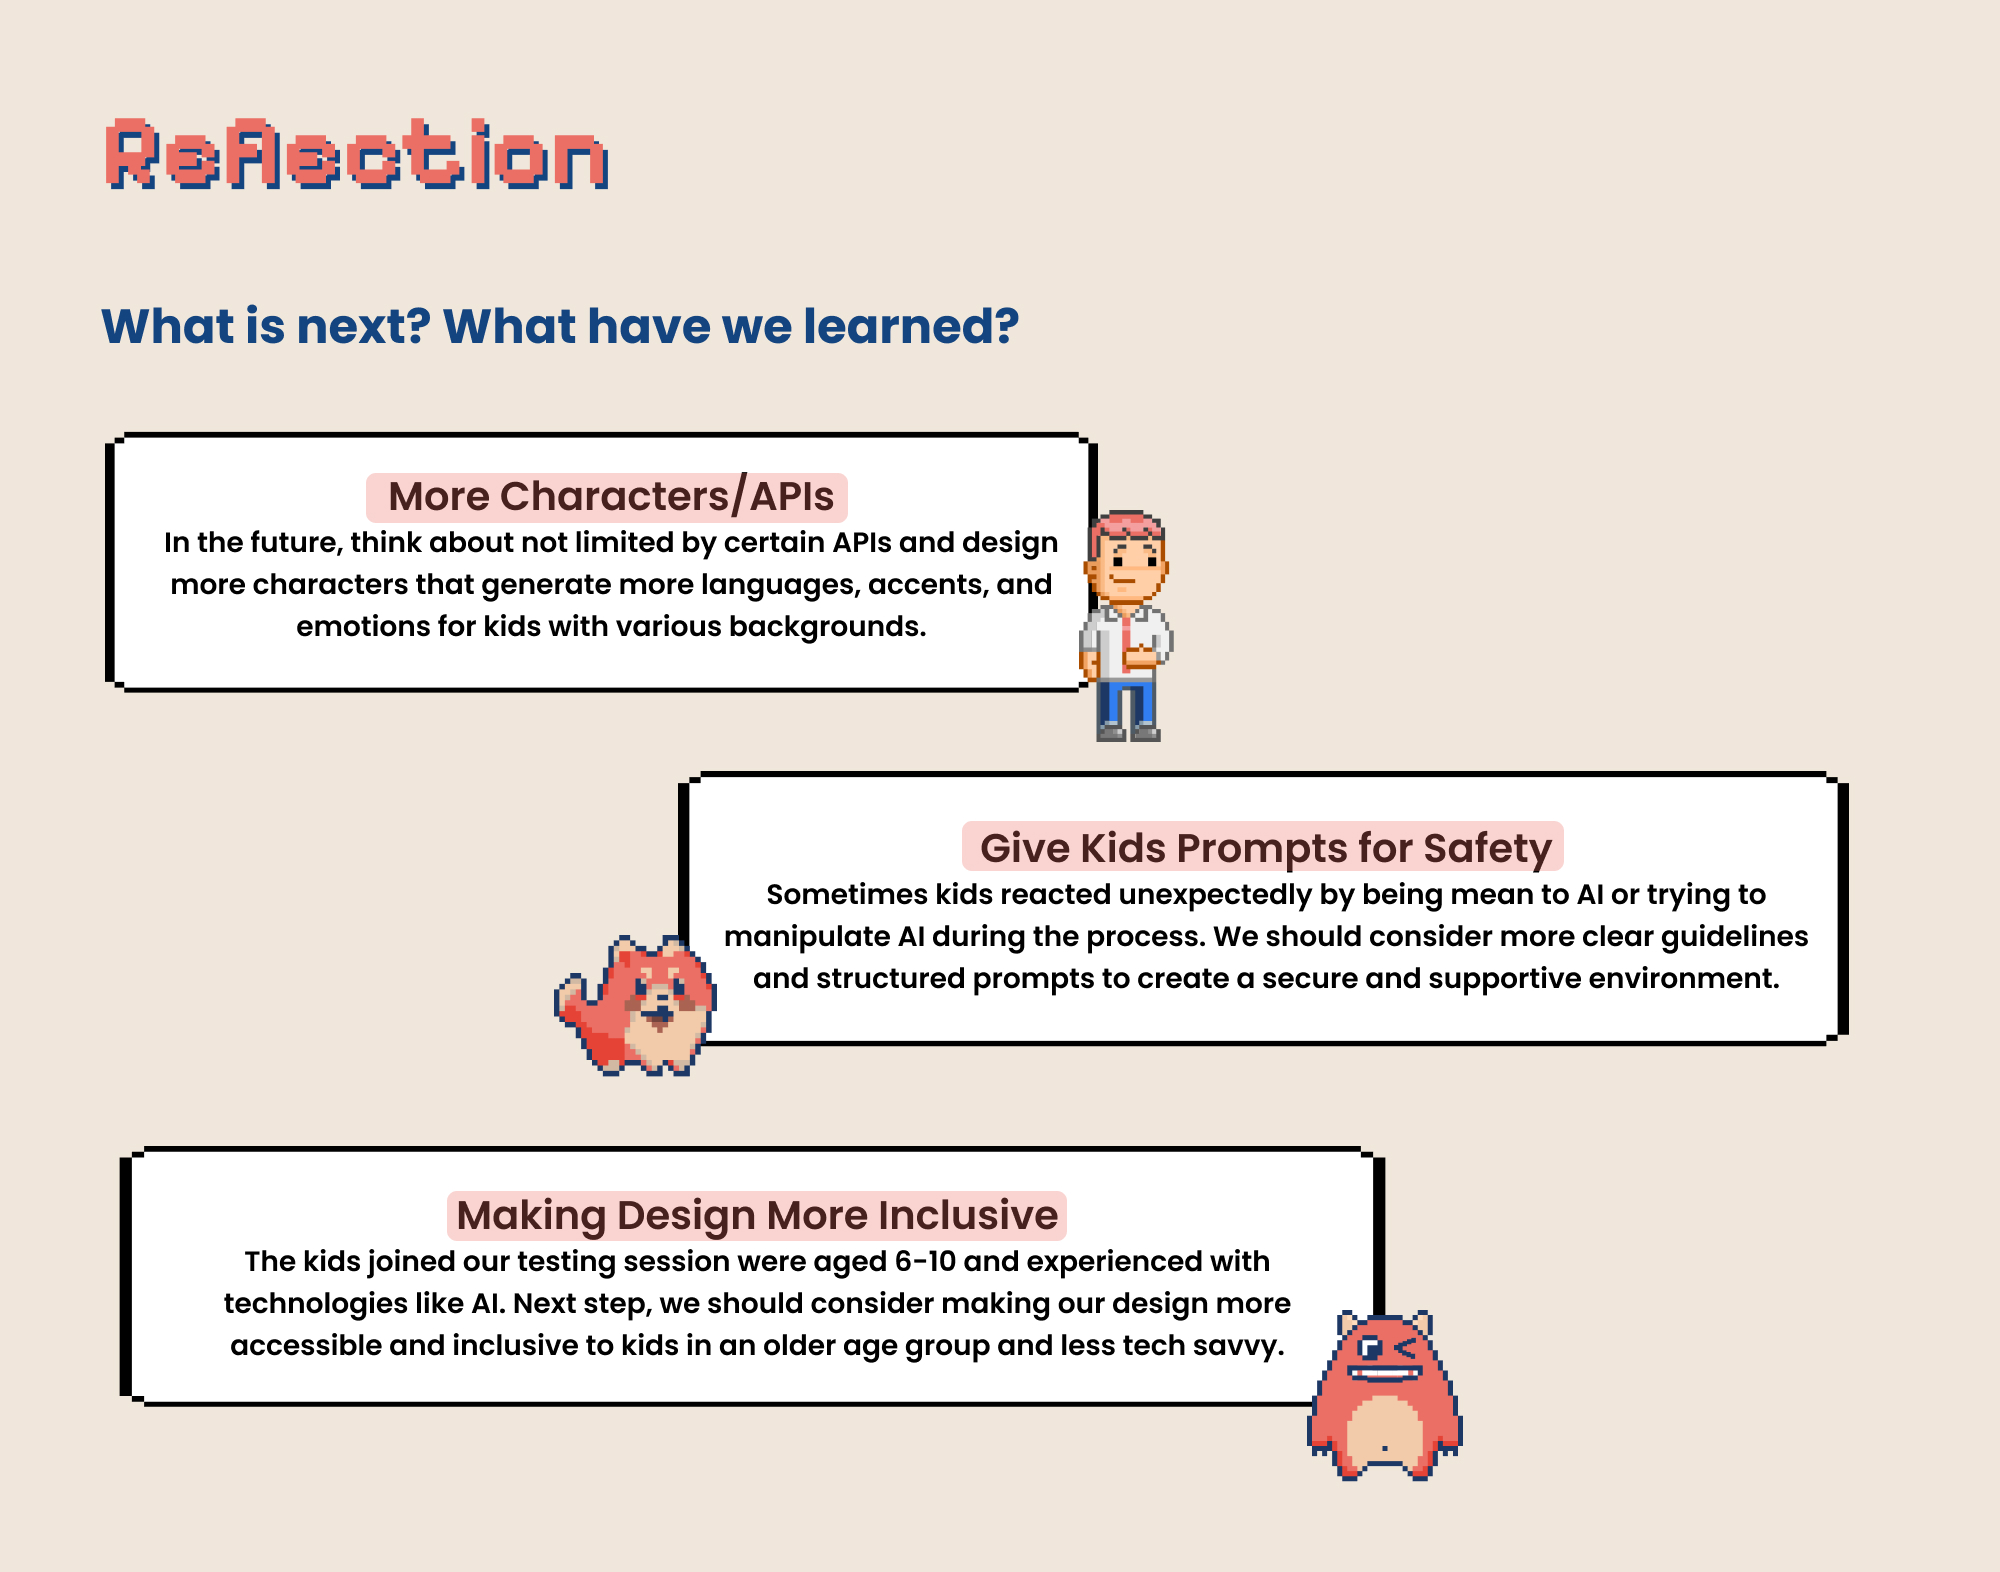 Reflection
What is next? What have we learned?
More Characters/APIs
In the future, think about not limited by certain APIs and design
more characters that generate more languages, accents, and
emotions for kids with various backgrounds.
Give Kids Prompts for Safety
Sometimes kids reacted unexpectedly by being mean to AI or trying to
manipulate AI during the process. We should consider more clear guidelines
and structured prompts to create a secure and supportive environment.
Making Design More Inclusive
The kids joined our testing session were aged 6-10 and experienced with
technologies like AI. Next step, we should consider making our design more
accessible and inclusive to kids in an older age group and less tech savvy.